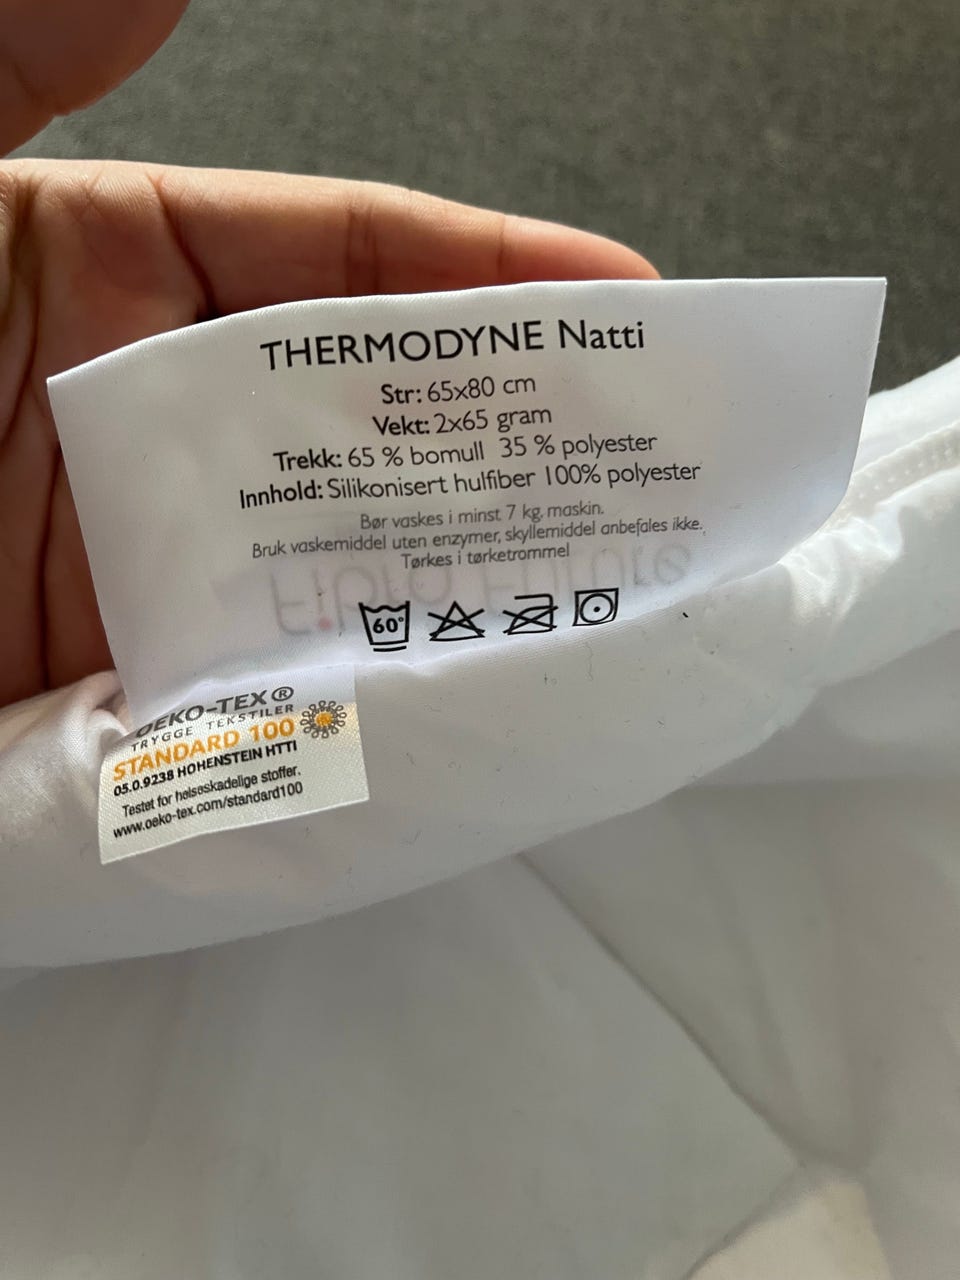 THERMODYNE Natti
Str: 65x80 cm
Vekt: 2x65 gram
Trekk: 65 % bomull 35 % polyester
Innhold: Silikonisert hulfiber 100% polyester
Bør vaskes i minst 7 kg. maskin.
Bruk vaskemiddel uten enzymer, skyllemiddel anbefales ikke.
Tørkes i tørketrommel
60°
OEKO-TEX®
TRYGGE TEKSTILER
STANDARD 100
05.0.9238 HOHENSTEIN HTTI
Testet for helseskadelige stoffer.
www.oeko-tex.com/standard100